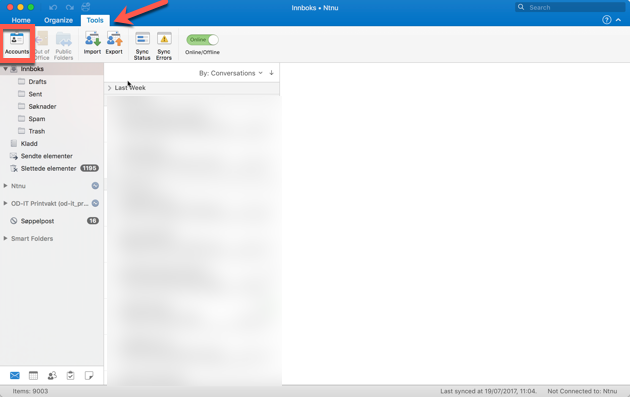 Innboks • Ntnu
Search
Home Organize Tools
?
Accounts
Out of Office
Public Folders
Import
Export
Sync Status
Sync Errors
Online
Online/Offline
Innboks
Drafts
Sent
Søknader
Spam
Trash
Kladd
Sendte elementer
Slettede elementer 1195
Ntnu
OD-IT Printvakt (od-it_pr...
Søppelpost 16
Smart Folders
By: Conversations
Last Week
Items: 9003
Last synced at 19/07/2017, 11:04. Not Connected to: Ntnu